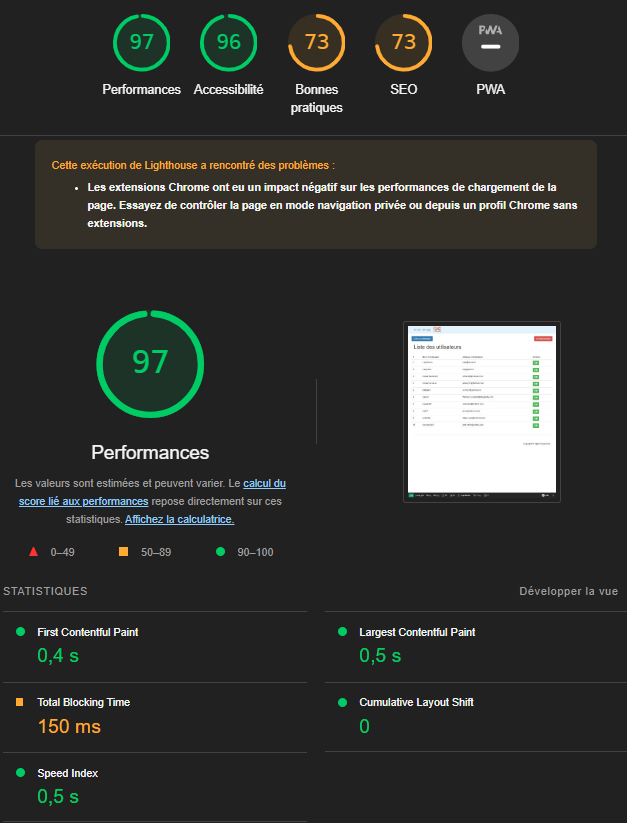 97
96
73
73
PWA
Performances
Accessibilité
Bonnes
pratiques
SEO
PWA
Cette exécution de Lighthouse a rencontré des problèmes :
• Les extensions Chrome ont eu un impact négatif sur les performances de chargement de la
page. Essayez de contrôler la page en mode navigation privée ou depuis un profil Chrome sans
extensions.
97
Performances
Les valeurs sont estimées et peuvent varier. Le calcul du
score lié aux performances repose directement sur ces
statistiques. Affichez la calculatrice.
0–49
50–89
90–100
Liste des utilisateurs
STATISTIQUES
Développer la vue
First Contentful Paint
0,4 s
Largest Contentful Paint
0,5 s
Total Blocking Time
150 ms
Cumulative Layout Shift
0
Speed Index
0,5 s